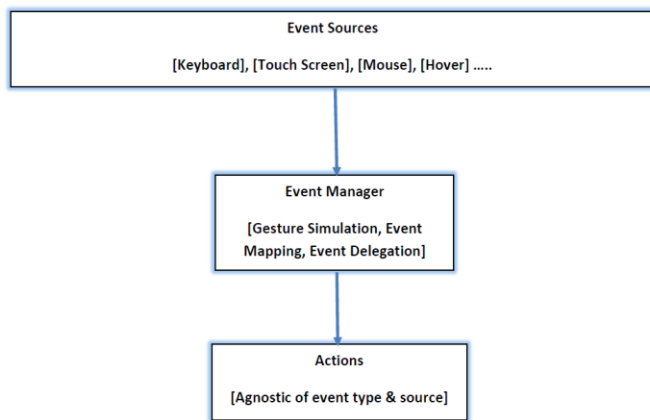 Event Sources
[Keyboard], [Touch Screen], [Mouse], [Hover] .....
Event Manager
[Gesture Simulation, Event
Mapping, Event Delegation]
Actions
[Agnostic of event type & source]